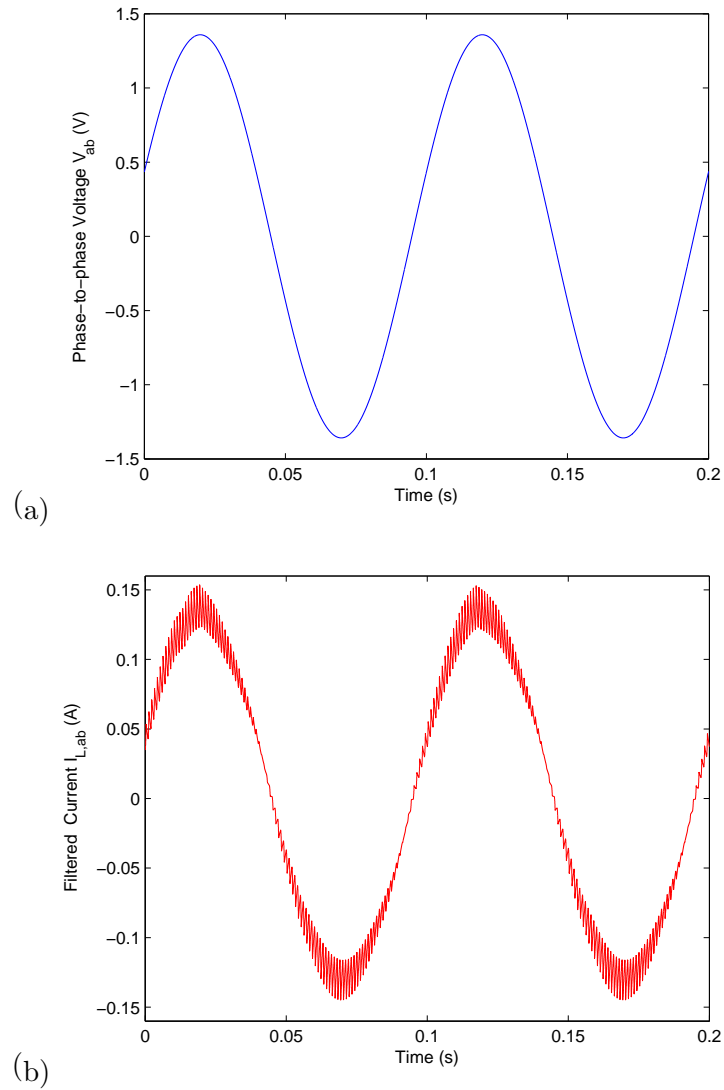 1.5
1
0.5
0
−0.5
−1
−1.5
Phase−to−phase Voltage V_ab (V)
0 0.05 0.1 0.15 0.2
Time (s)
(a)
0.15
0.1
0.05
0
−0.05
−0.1
−0.15
Filtered Current I_L,ab (A)
0 0.05 0.1 0.15 0.2
Time (s)
(b)